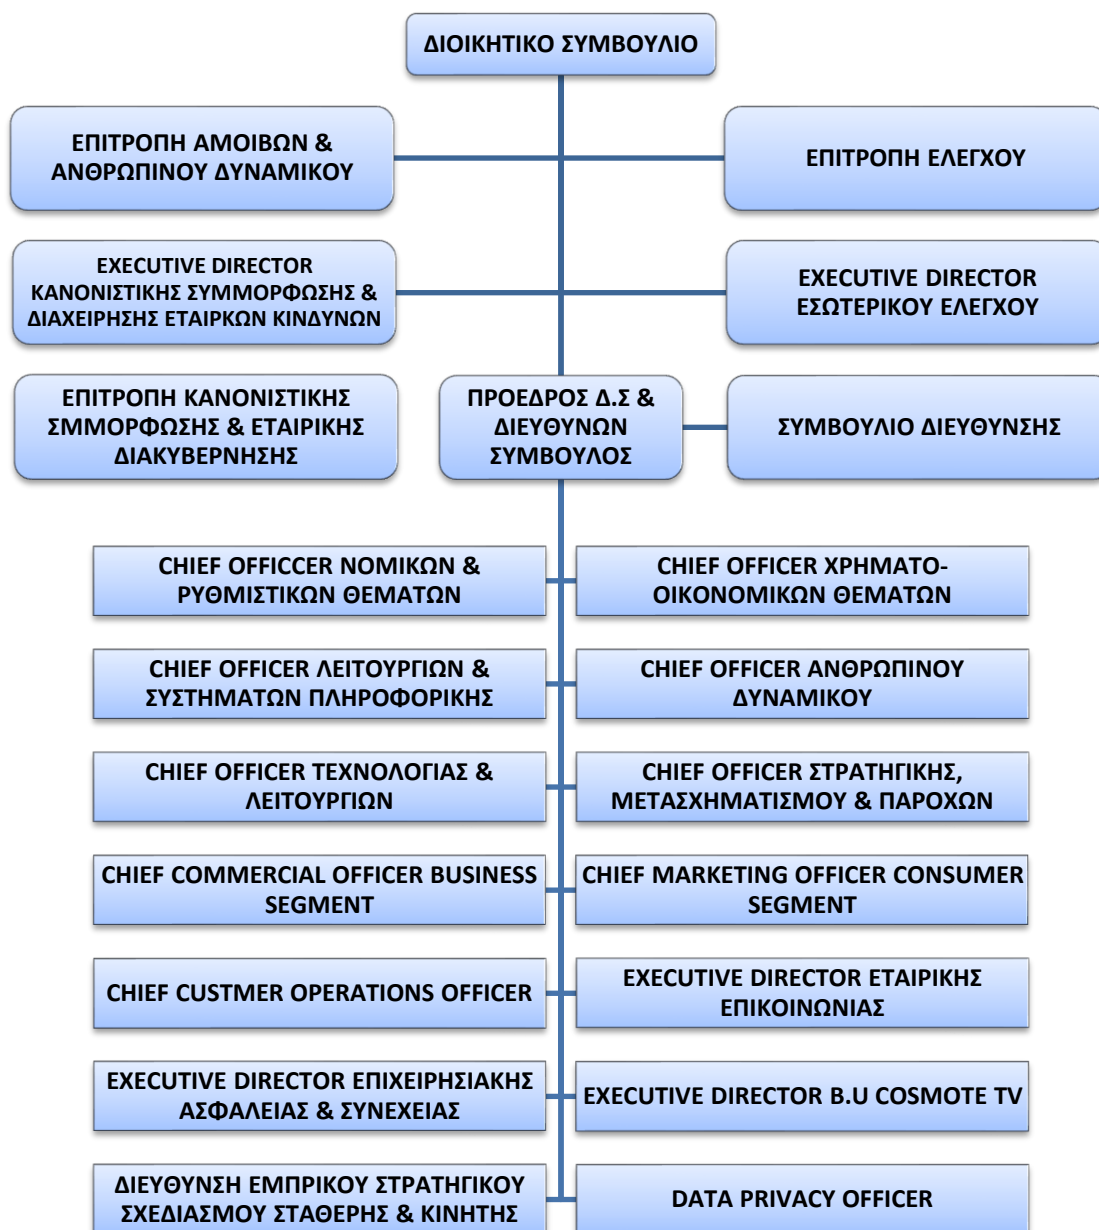 ΔΙΟΙΚΗΤΙΚΟ ΣΥΜΒΟΥΛΙΟ
ΕΠΙΤΡΟΠΗ ΑΜΟΙΒΩΝ &
ΑΝΘΡΩΠΙΝΟΥ ΔΥΝΑΜΙΚΟΥ
ΕΠΙΤΡΟΠΗ ΕΛΕΓΧΟΥ
EXECUTIVE DIRECTOR
ΚΑΝΟΝΙΣΤΙΚΗΣ ΣΥΜΜΟΡΦΩΣΗΣ &
ΔΙΑΧΕΙΡΗΣΗΣ ΕΤΑΙΡΚΩΝ ΚΙΝΔΥΝΩΝ
EXECUTIVE DIRECTOR
ΕΣΩΤΕΡΙΚΟΥ ΕΛΕΓΧΟΥ
ΕΠΙΤΡΟΠΗ ΚΑΝΟΝΙΣΤΙΚΗΣ
ΣΜΜΟΡΦΩΣΗΣ & ΕΤΑΙΡΙΚΗΣ
ΔΙΑΚΥΒΕΡΝΗΣΗΣ
ΠΡΟΕΔΡΟΣ Δ.Σ &
ΔΙΕΥΘΥΝΩΝ
ΣΥΜΒΟΥΛΟΣ
ΣΥΜΒΟΥΛΙΟ ΔΙΕΥΘΥΝΣΗΣ
CHIEF OFFICCER ΝΟΜΙΚΩΝ &
ΡΥΘΜΙΣΤΙΚΩΝ ΘΕΜΑΤΩΝ
CHIEF OFFICER ΧΡΗΜΑΤΟ-
ΟΙΚΟΝΟΜΙΚΩΝ ΘΕΜΑΤΩΝ
CHIEF OFFICER ΛΕΙΤΟΥΡΓΙΩΝ &
ΣΥΣΤΗΜΑΤΩΝ ΠΛΗΡΟΦΟΡΙΚΗΣ
CHIEF OFFICER ΑΝΘΡΩΠΙΝΟΥ
ΔΥΝΑΜΙΚΟΥ
CHIEF OFFICER ΤΕΧΝΟΛΟΓΙΑΣ &
ΛΕΙΤΟΥΡΓΙΩΝ
CHIEF OFFICER ΣΤΡΑΤΗΓΙΚΗΣ,
ΜΕΤΑΣΧΗΜΑΤΙΣΜΟΥ & ΠΑΡΟΧΩΝ
CHIEF COMMERCIAL OFFICER BUSINESS
SEGMENT
CHIEF MARKETING OFFICER CONSUMER
SEGMENT
CHIEF CUSTMER OPERATIONS OFFICER
EXECUTIVE DIRECTOR ΕΤΑΙΡΙΚΗΣ
ΕΠΙΚΟΙΝΩΝΙΑΣ
EXECUTIVE DIRECTOR ΕΠΙΧΕΙΡΗΣΙΑΚΗΣ
ΑΣΦΑΛΕΙΑΣ & ΣΥΝΕΧΕΙΑΣ
EXECUTIVE DIRECTOR B.U COSMOTE TV
ΔΙΕΥΘΥΝΣΗ ΕΜΠΡΙΚΟΥ ΣΤΡΑΤΗΓΙΚΟΥ
ΣΧΕΔΙΑΣΜΟΥ ΣΤΑΘΕΡΗΣ & ΚΙΝΗΤΗΣ
DATA PRIVACY OFFICER